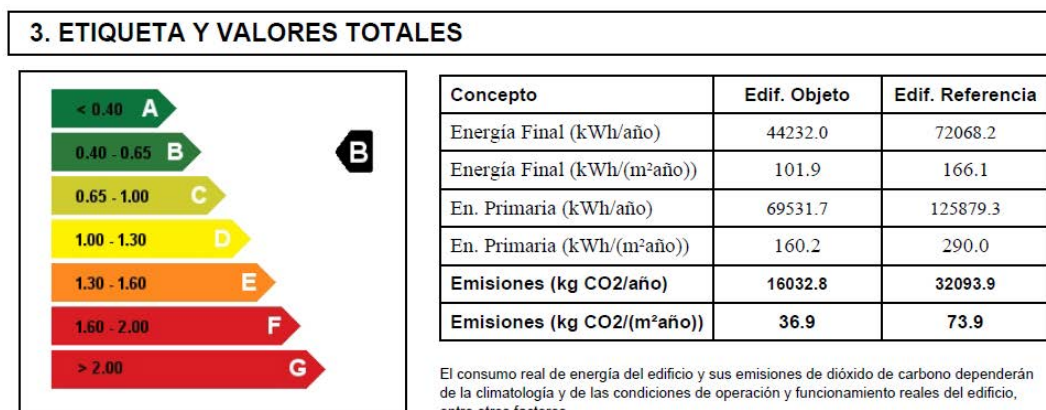 3. ETIQUETA Y VALORES TOTALES
< 0.40 A
0.40 - 0.65 B
B
0.65 - 1.00 C
1.00 - 1.30 D
1.30 - 1.60 E
1.60 - 2.00 F
> 2.00 G
Concepto Edif. Objeto Edif. Referencia
Energía Final (kWh/año) 44232.0 72068.2
Energía Final (kWh/(m²año)) 101.9 166.1
En. Primaria (kWh/año) 69531.7 125879.3
En. Primaria (kWh/(m²año)) 160.2 290.0
Emisiones (kg CO2/año) 16032.8 32093.9
Emisiones (kg CO2/(m²año)) 36.9 73.9
El consumo real de energía del edificio y sus emisiones de dióxido de carbono dependerán
de la climatología y de las condiciones de operación y funcionamiento reales del edificio,
entre otros factores